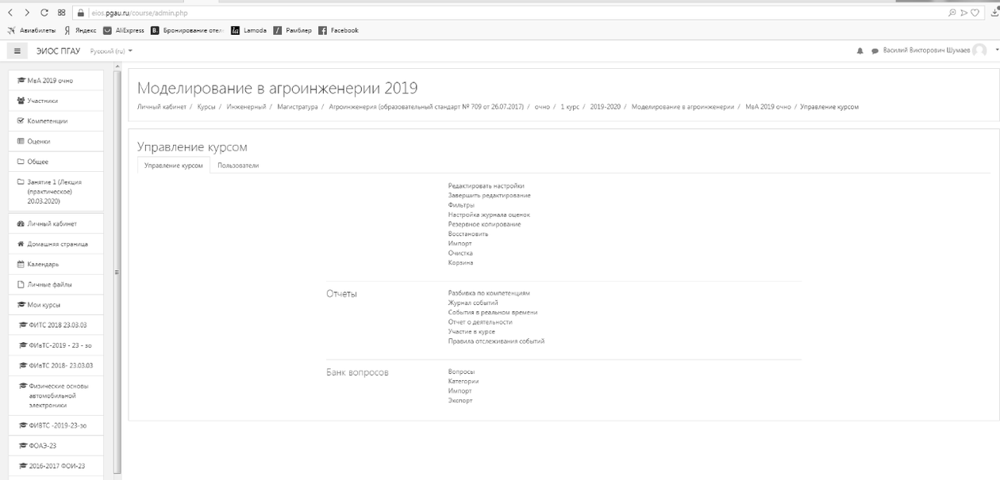 eios.pgau.ru/course/admin.php
Авиабилеты Яндекс AliExpress Бронирование оте Lamoda Рамблер Facebook
ЭИОС ПГАУ Русский (ru) Василий Викторович Шумаев
МвА 2019 очно
Участники
Компетенции
Оценки
Общее
Занятие 1 (Лекция
(практическое)
20.03.2020)
Личный кабинет
Домашняя страница
Календарь
Личные файлы
Мои курсы
ФИТС 2018 23.03.03
ФИвТС-2019 - 23 - зо
ФИвТС 2018- 23.03.03
Физические основы
автомобильной
электроники
ФИВТС -2019-23-зо
ФОАЭ-23
2016-2017 ФОИ-23
Моделирование в агроинженерии 2019
Личный кабинет / Курсы / Инженерный / Магистратура / Агроинженерия (образовательный стандарт № 709 от 26.07.2017) / очно / 1 курс / 2019-2020 / Моделирование в агроинженерии / МвА 2019 очно / Управление курсом
Управление курсом
Управление курсом Пользователи
Редактировать настройки
Завершить редактирование
Фильтры
Настройка журнала оценок
Резервное копирование
Восстановить
Импорт
Очистка
Корзина
Отчеты
Разбивка по компетенциям
Журнал событий
События в реальном времени
Отчет о деятельности
Участие в курсе
Правила отслеживания событий
Банк вопросов
Вопросы
Категории
Импорт
Экспорт